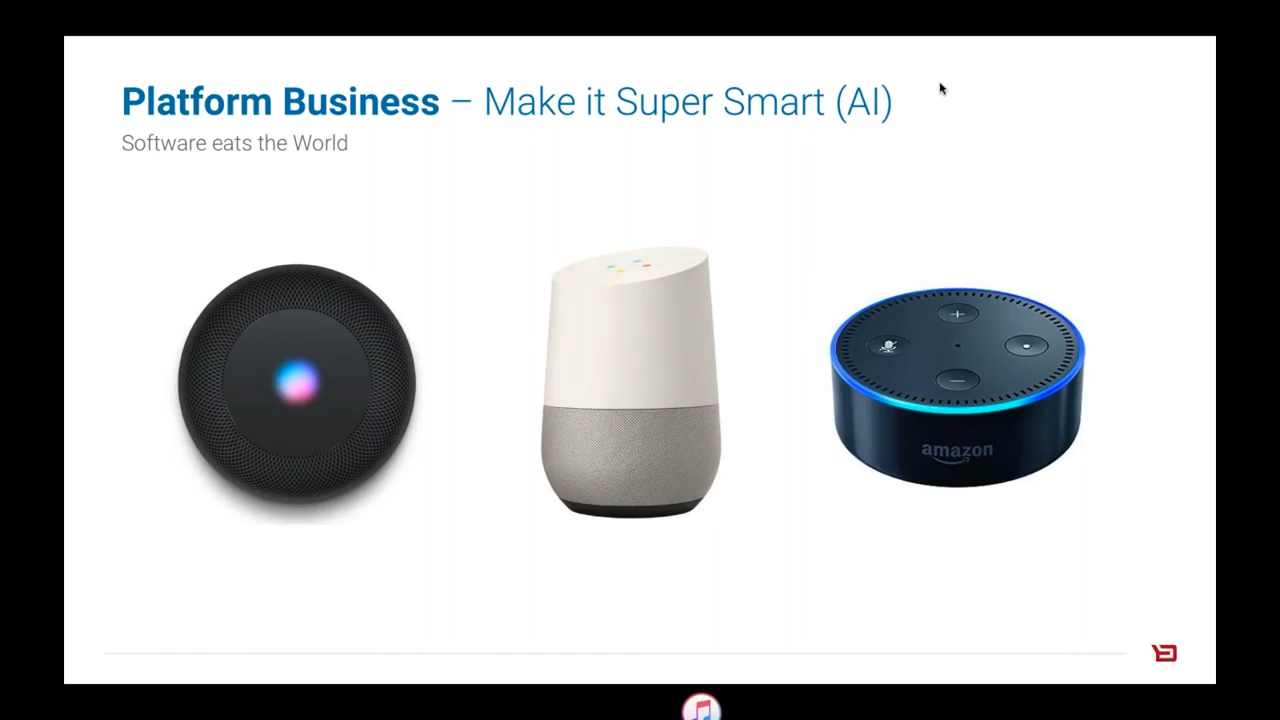 Platform Business – Make it Super Smart (AI)
Software eats the World
amazon